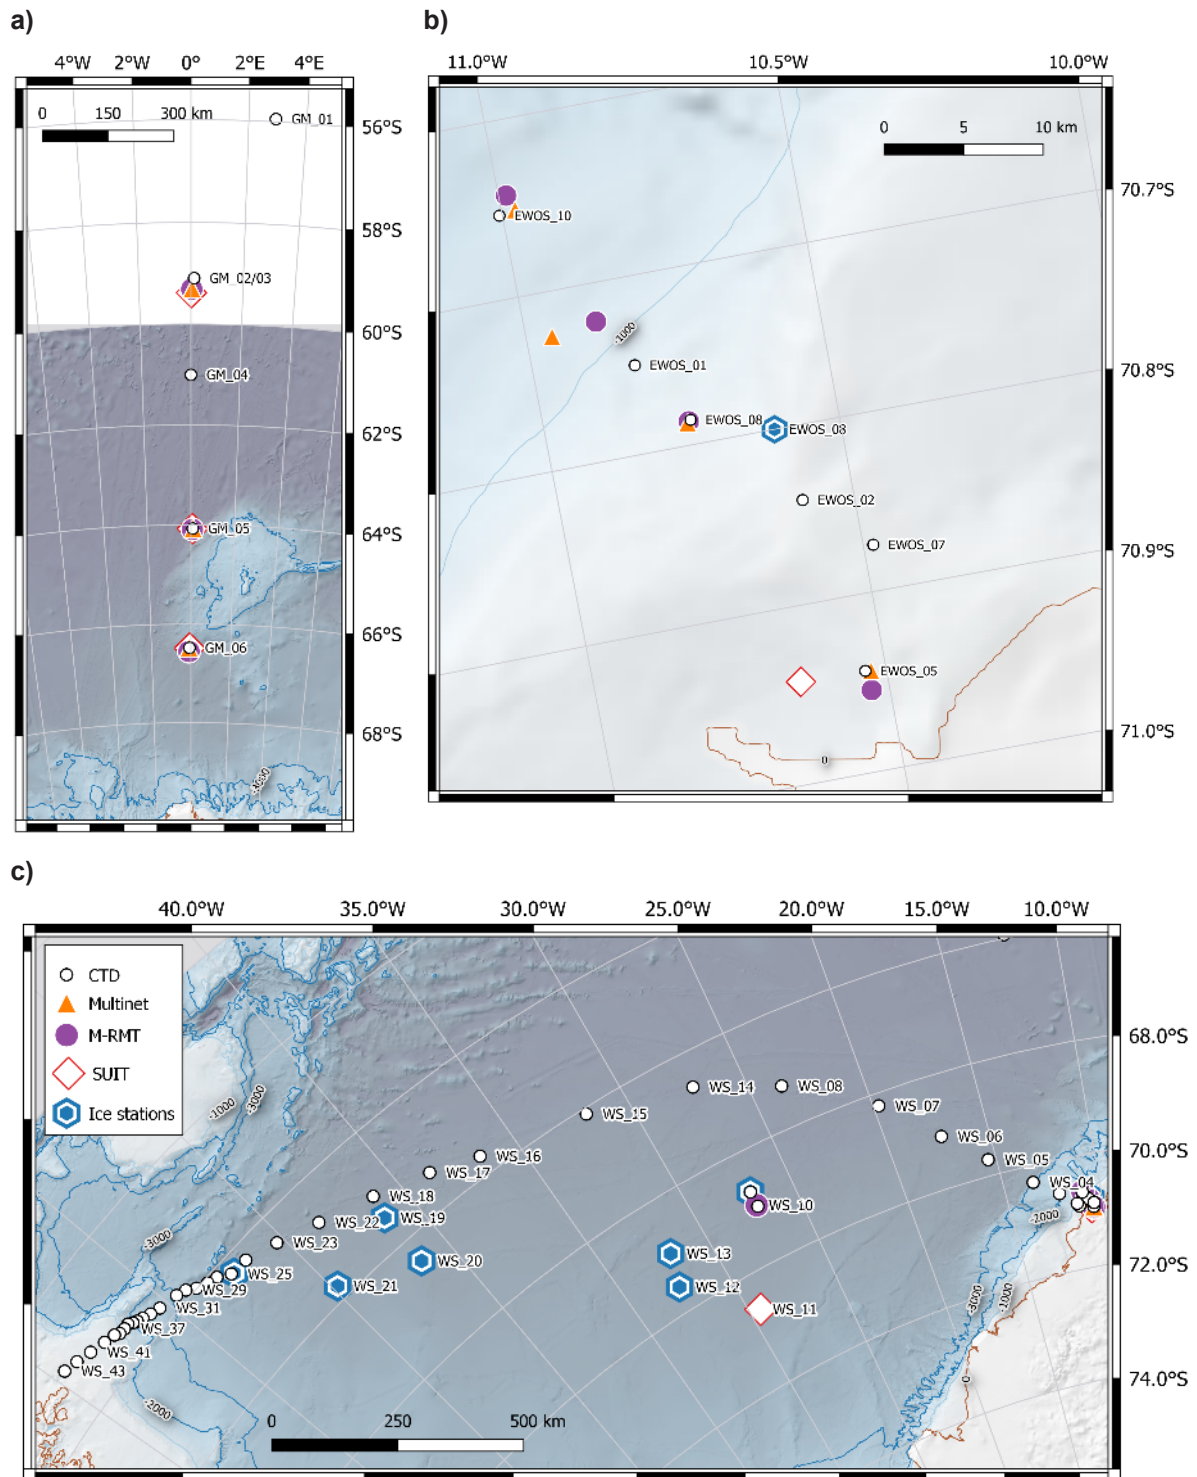 a)
4°W 2°W 0° 2°E 4°E
0 150 300 km
GM_01
56°S
58°S
GM_02/03
60°S
GM_04
62°S
GM_05
64°S
66°S
GM_06
68°S
b)
11.0°W 10.5°W 10.0°W
0 5 10 km
70.7°S
EWOS_10
-1000
EWOS_01
70.8°S
EWOS_08
EWOS_08
EWOS_02
EWOS_07
70.9°S
EWOS_05
71.0°S
0
c)
40.0°W 35.0°W 30.0°W 25.0°W 20.0°W 15.0°W 10.0°W
CTD
Multinet
M-RMT
SUIT
Ice stations
68.0°S
-1000
-3000
WS_14
WS_08
WS_15
WS_07
WS_06
70.0°S
WS_16
WS_05
WS_17
WS_04
WS_18
WS_10
WS_22
WS_19
-2000
-3000
WS_23
WS_13
WS_20
72.0°S
WS_25
WS_21
WS_12
WS_29
WS_31
WS_11
-3000
-1000
WS_37
WS_41
WS_43
0
74.0°S
-2000
0 250 500 km